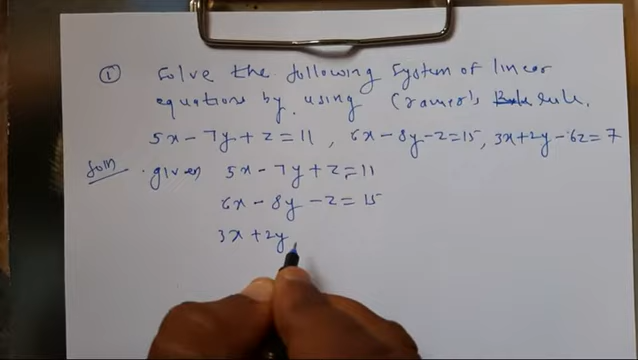 ① Solve the following system of linear
equations by using Cramer's rule.
5x - 7y + z = 11, 6x - 8y - z = 15, 3x + 2y - 6z = 7
Soln given 5x - 7y + z = 11
6x - 8y - z = 15
3x + 2y